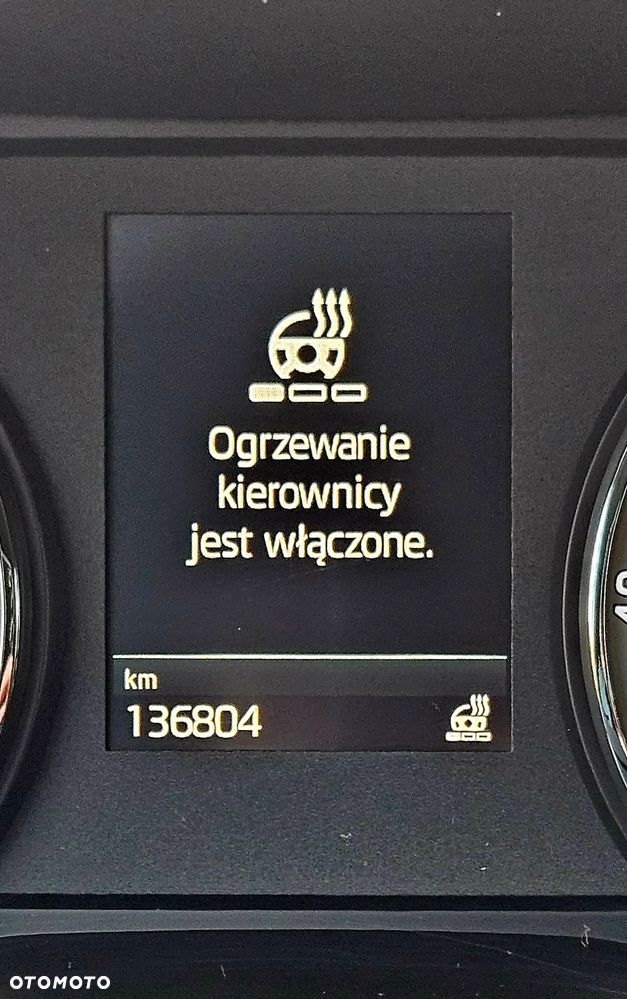 Ogrzewanie
kierownicy
jest włączone.
km
136804
OTOMOTO